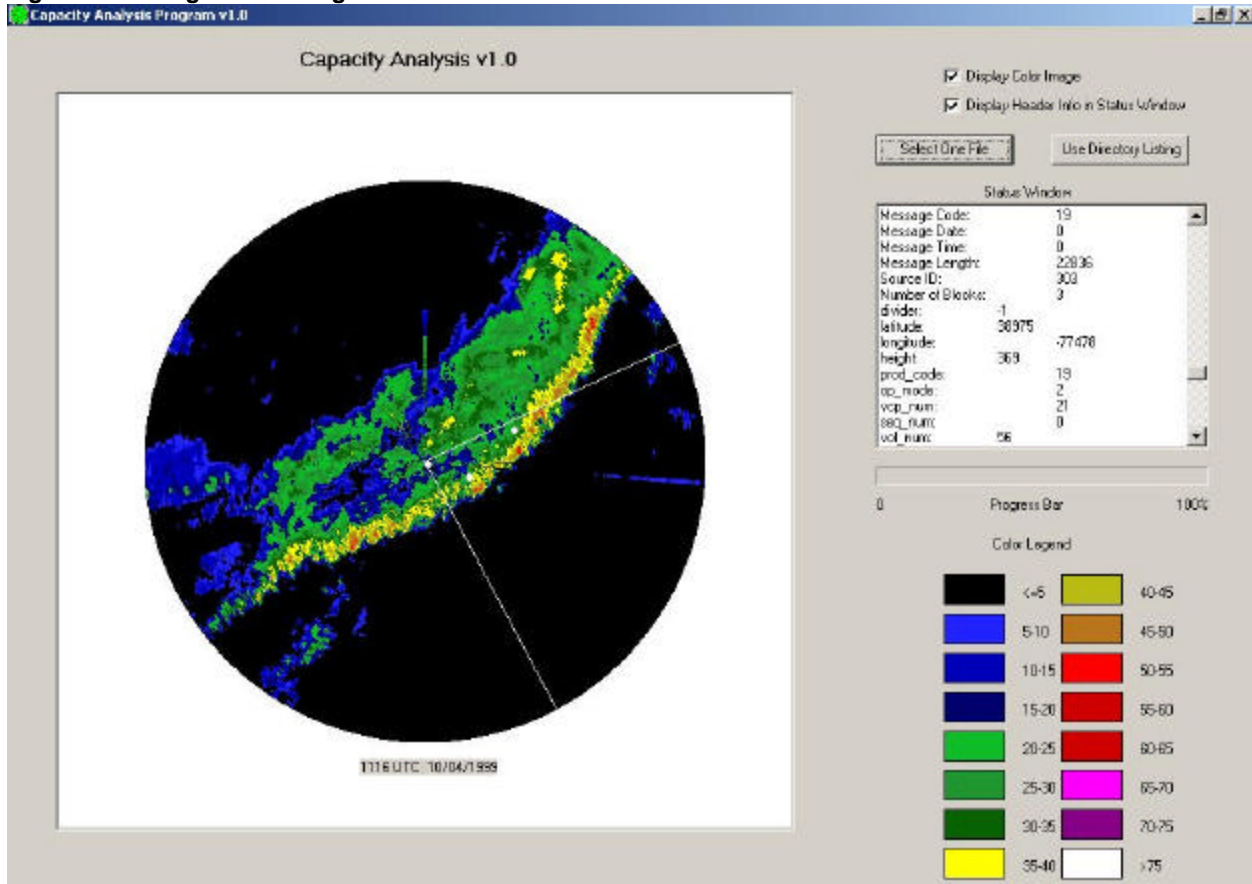 Capacity Analysis Program v1.0
Capacity Analysis v1.0
Display Color Image
Display Header Info in Status Window
Select One File
Use Directory Listing
Status Window
Message Code: 19
Message Date: 0
Message Time: 0
Message Length: 22836
Source ID: 303
Number of Blocks: 3
divider: -1
latitude: 38975
longitude: -77478
height 369
prod_code: 19
op_mode: 2
vcp_num: 21
seq_num: 0
vol_num: 56
0 Progress Bar 100%
Color Legend
<=5 40-45
5-10 45-50
10-15 50-55
15-20 55-60
20-25 60-65
25-30 65-70
30-35 70-75
35-40 >75
1116 UTC 10/04/1999